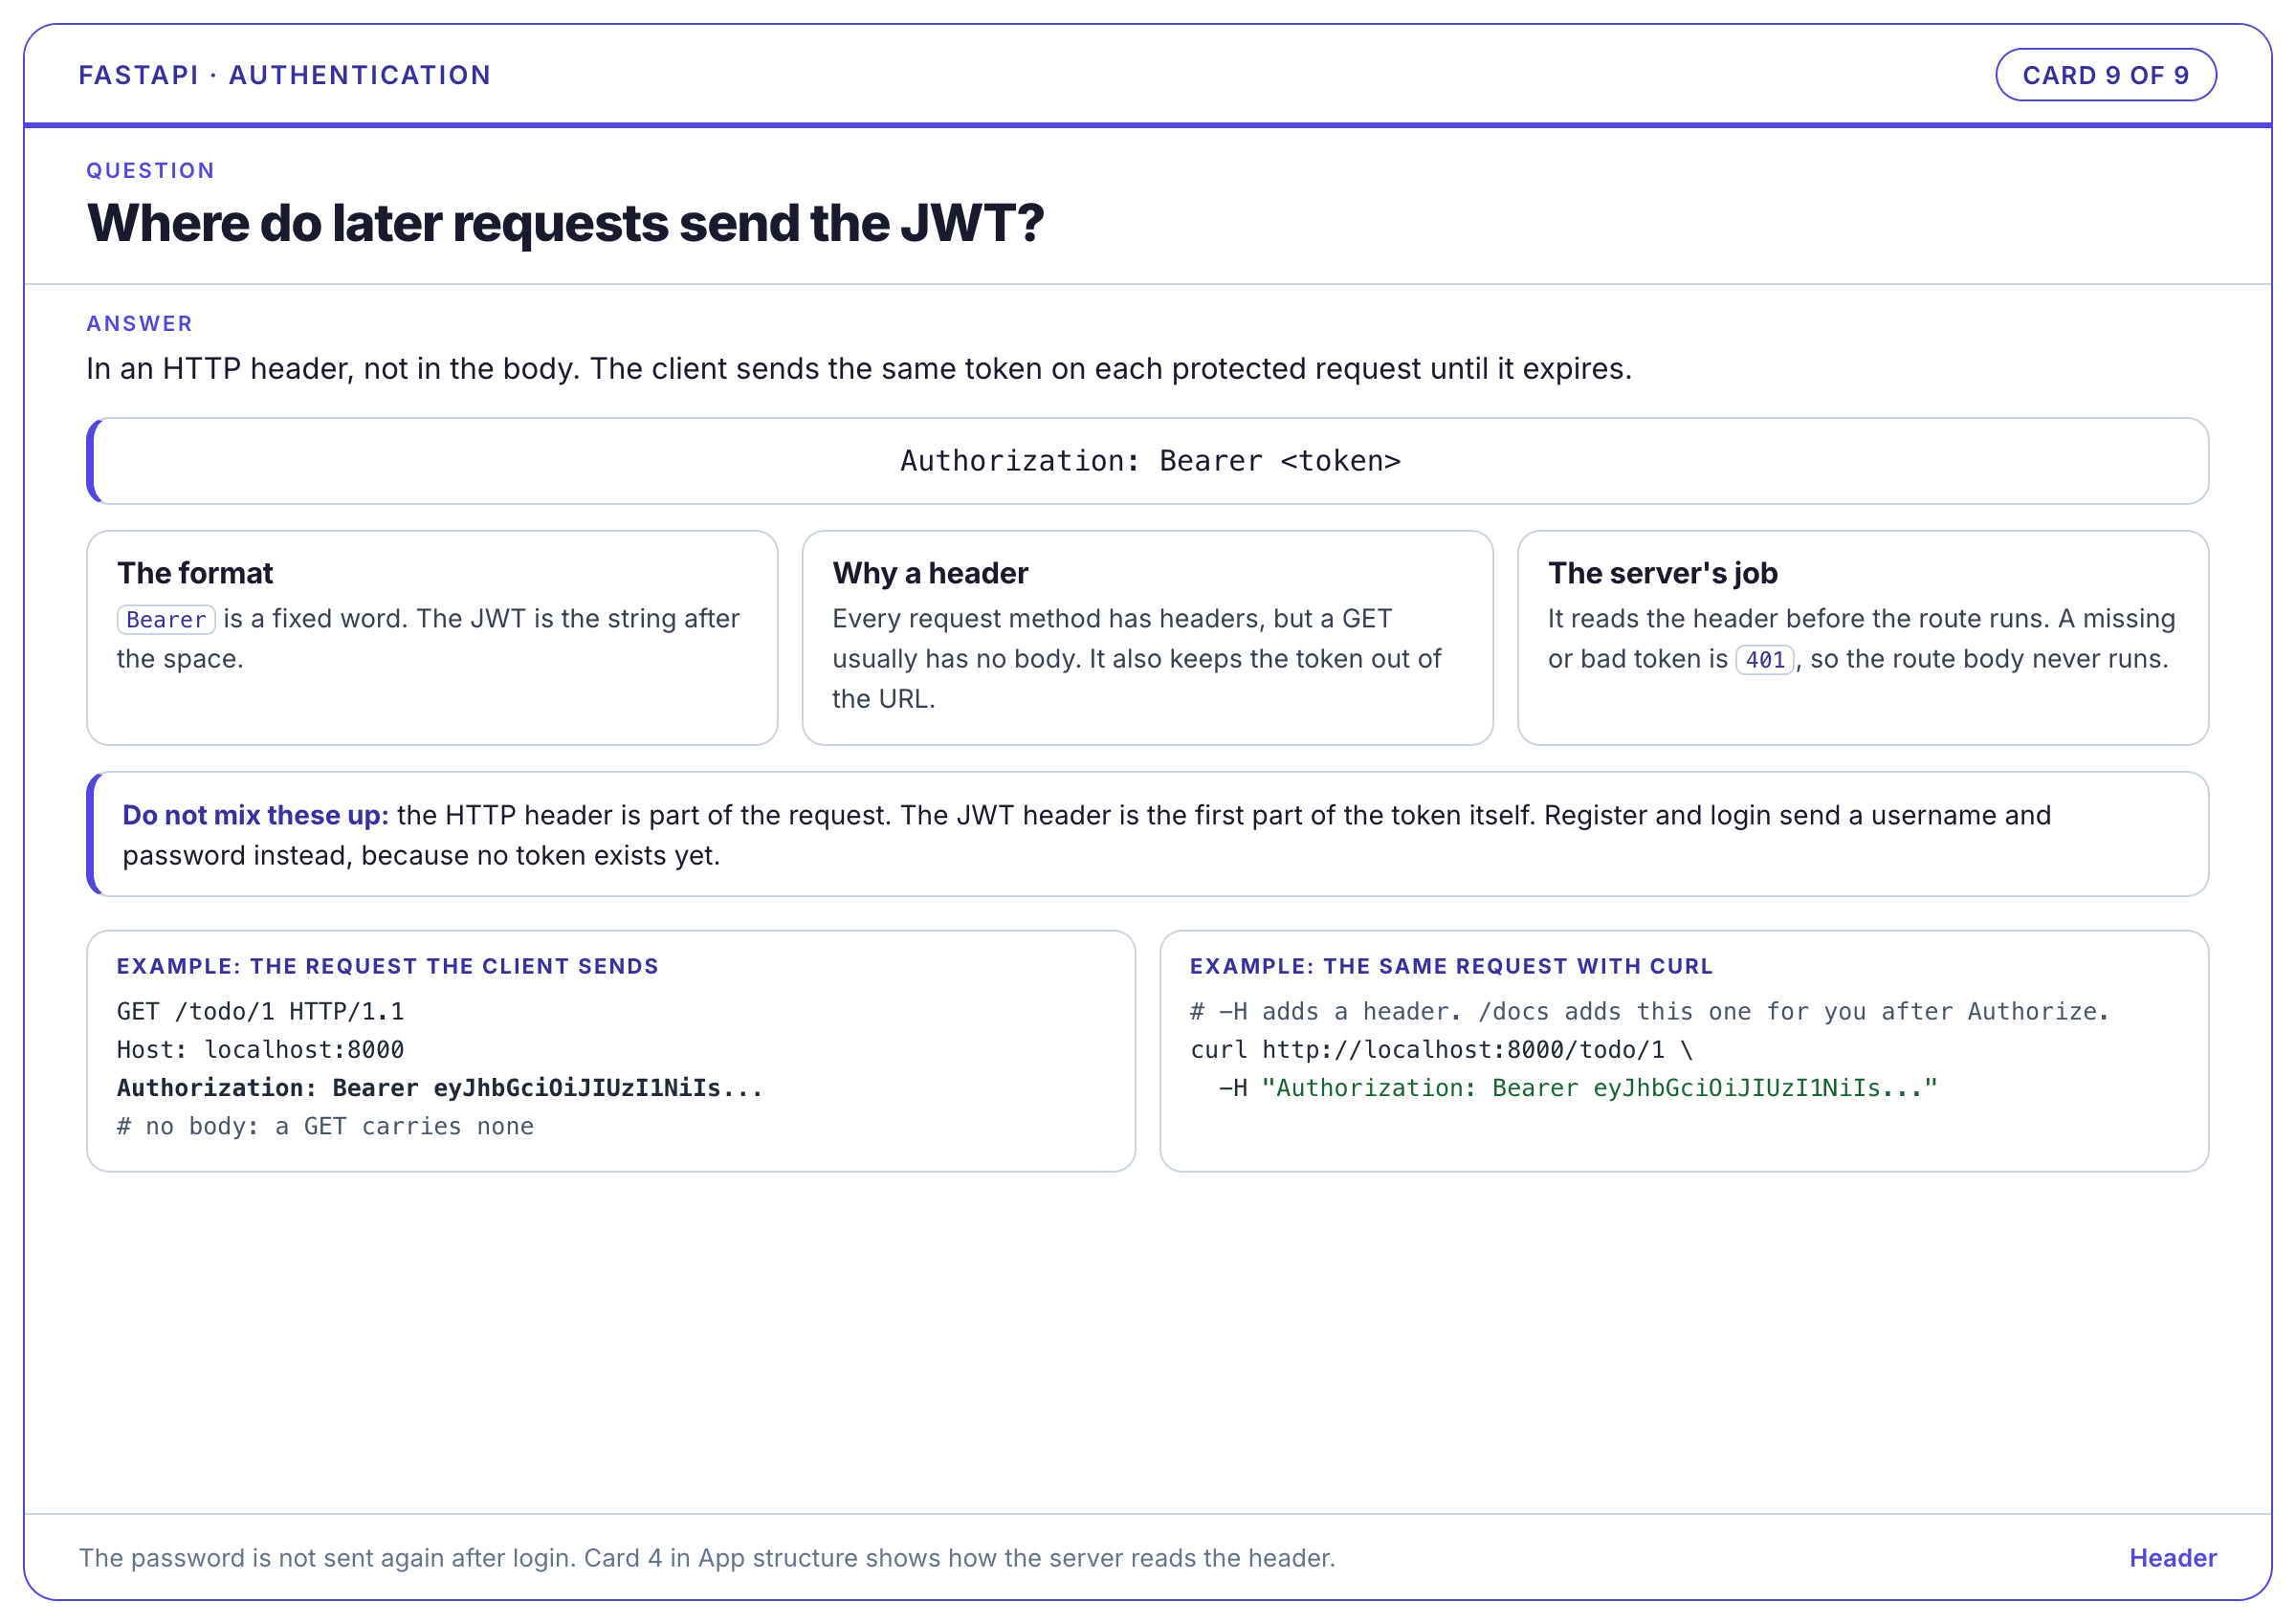 FASTAPI · AUTHENTICATION
CARD 9 OF 9
QUESTION
Where do later requests send the JWT?
ANSWER
In an HTTP header, not in the body. The client sends the same token on each protected request until it expires.
Authorization: Bearer <token>
The format
Bearer is a fixed word. The JWT is the string after
the space.
Why a header
Every request method has headers, but a GET
usually has no body. It also keeps the token out of
the URL.
The server's job
It reads the header before the route runs. A missing
or bad token is 401, so the route body never runs.
Do not mix these up: the HTTP header is part of the request. The JWT header is the first part of the token itself. Register and login send a username and
password instead, because no token exists yet.
EXAMPLE: THE REQUEST THE CLIENT SENDS
GET /todo/1 HTTP/1.1
Host: localhost:8000
Authorization: Bearer eyJhbGciOiJIUzI1NiIs...
# no body: a GET carries none
EXAMPLE: THE SAME REQUEST WITH CURL
# -H adds a header. /docs adds this one for you after Authorize.
curl http://localhost:8000/todo/1 \
-H "Authorization: Bearer eyJhbGciOiJIUzI1NiIs..."
The password is not sent again after login. Card 4 in App structure shows how the server reads the header.
Header